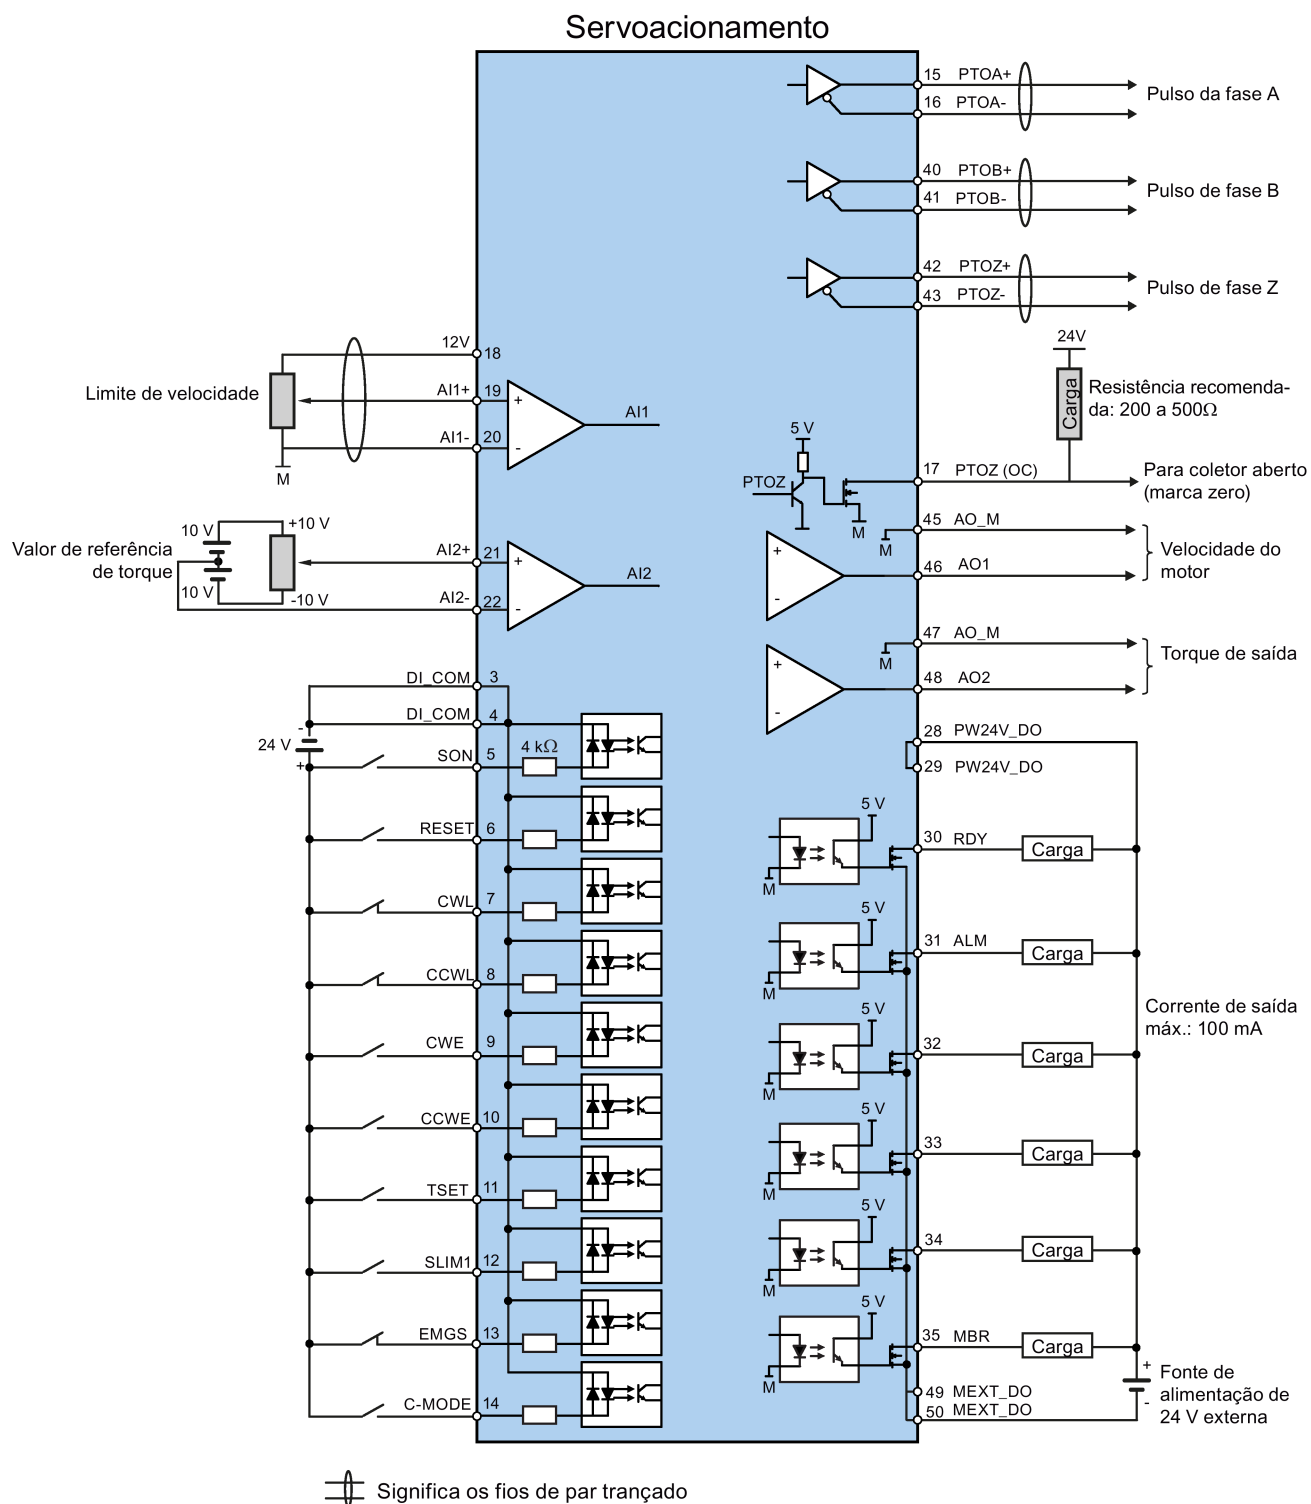 Servoacionamento
15 PTOA+
16 PTOA-
Pulso da fase A
40 PTOB+
41 PTOB-
Pulso de fase B
42 PTOZ+
43 PTOZ-
Pulso de fase Z
12V 18
Limite de velocidade
AI1+ 19
+
AI1
AI1- 20
-
M
24V
Carga
Resistência recomenda-
da: 200 a 500Ω
5 V
PTOZ
M
17 PTOZ (OC)
Para coletor aberto
(marca zero)
Valor de referência
de torque
10 V
10 V
+10 V
-10 V
AI2+ 21
+
AI2
AI2- 22
-
M
45 AO_M
+
-
46 AO1
Velocidade do
motor
M
47 AO_M
+
-
48 AO2
Torque de saída
DI_COM 3
DI_COM 4
-
24 V
+
SON 5
4 kΩ
RESET 6
CWL 7
CCWL 8
CWE 9
CCWE 10
TSET 11
SLIM1 12
EMGS 13
C-MODE 14
28 PW24V_DO
29 PW24V_DO
5 V
M
30 RDY
Carga
5 V
M
31 ALM
Carga
Corrente de saída
máx.: 100 mA
5 V
M
32
Carga
5 V
M
33
Carga
5 V
M
34
Carga
5 V
M
35 MBR
Carga
+
-
Fonte de
alimentação de
24 V externa
49 MEXT_DO
50 MEXT_DO
Significa os fios de par trançado